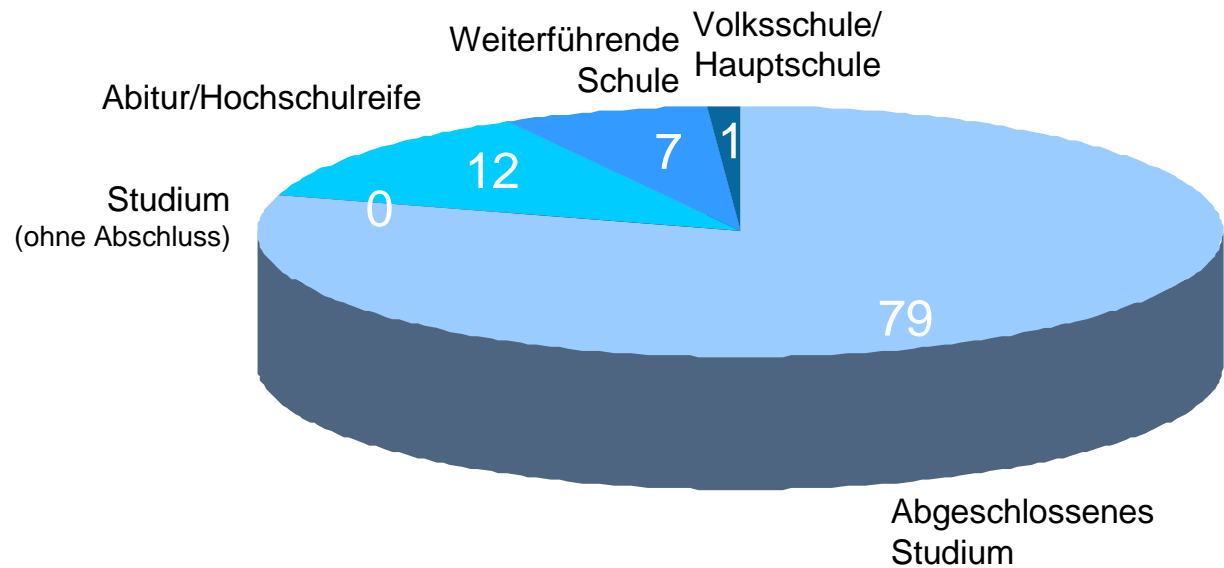 Weiterführende
Schule
Volksschule/
Hauptschule
Abitur/Hochschulreife
Studium
(ohne Abschluss)
12
7
1
0
79
Abgeschlossenes
Studium